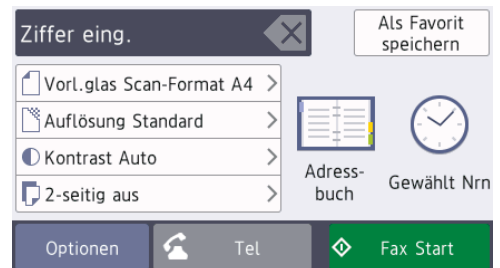 Ziffer eing.
Als Favorit
speichern
Vorl.glas Scan-Format A4
Auflösung Standard
Kontrast Auto
2-seitig aus
Adress-
buch
Gewählt Nrn
Optionen
Tel
Fax Start